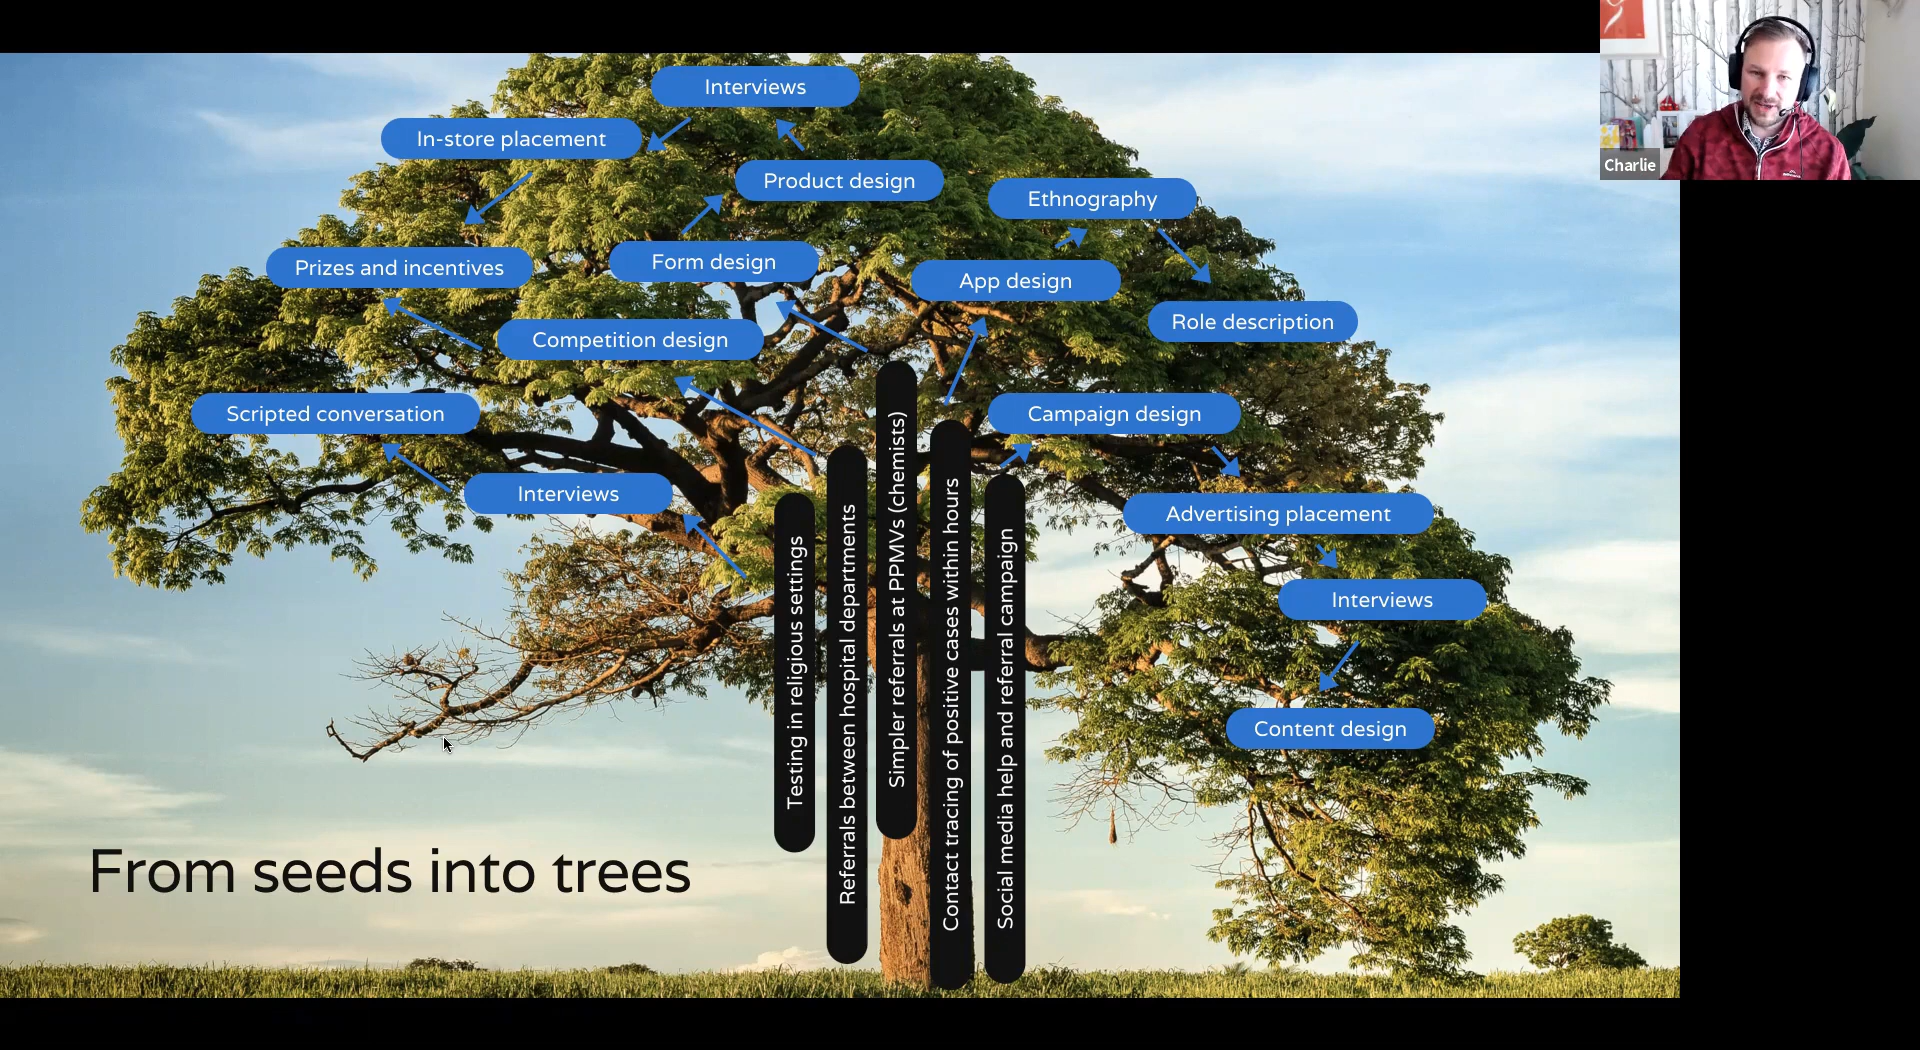 Interviews
In-store placement
Product design
Ethnography
Prizes and incentives
Form design
App design
Role description
Competition design
Scripted conversation
Campaign design
Interviews
Advertising placement
Interviews
Content design
Testing in religious settings
Referrals between hospital departments
Simpler referrals at PPMVs (chemists)
Contact tracing of positive cases within hours
Social media help and referral campaign
From seeds into trees
Charlie